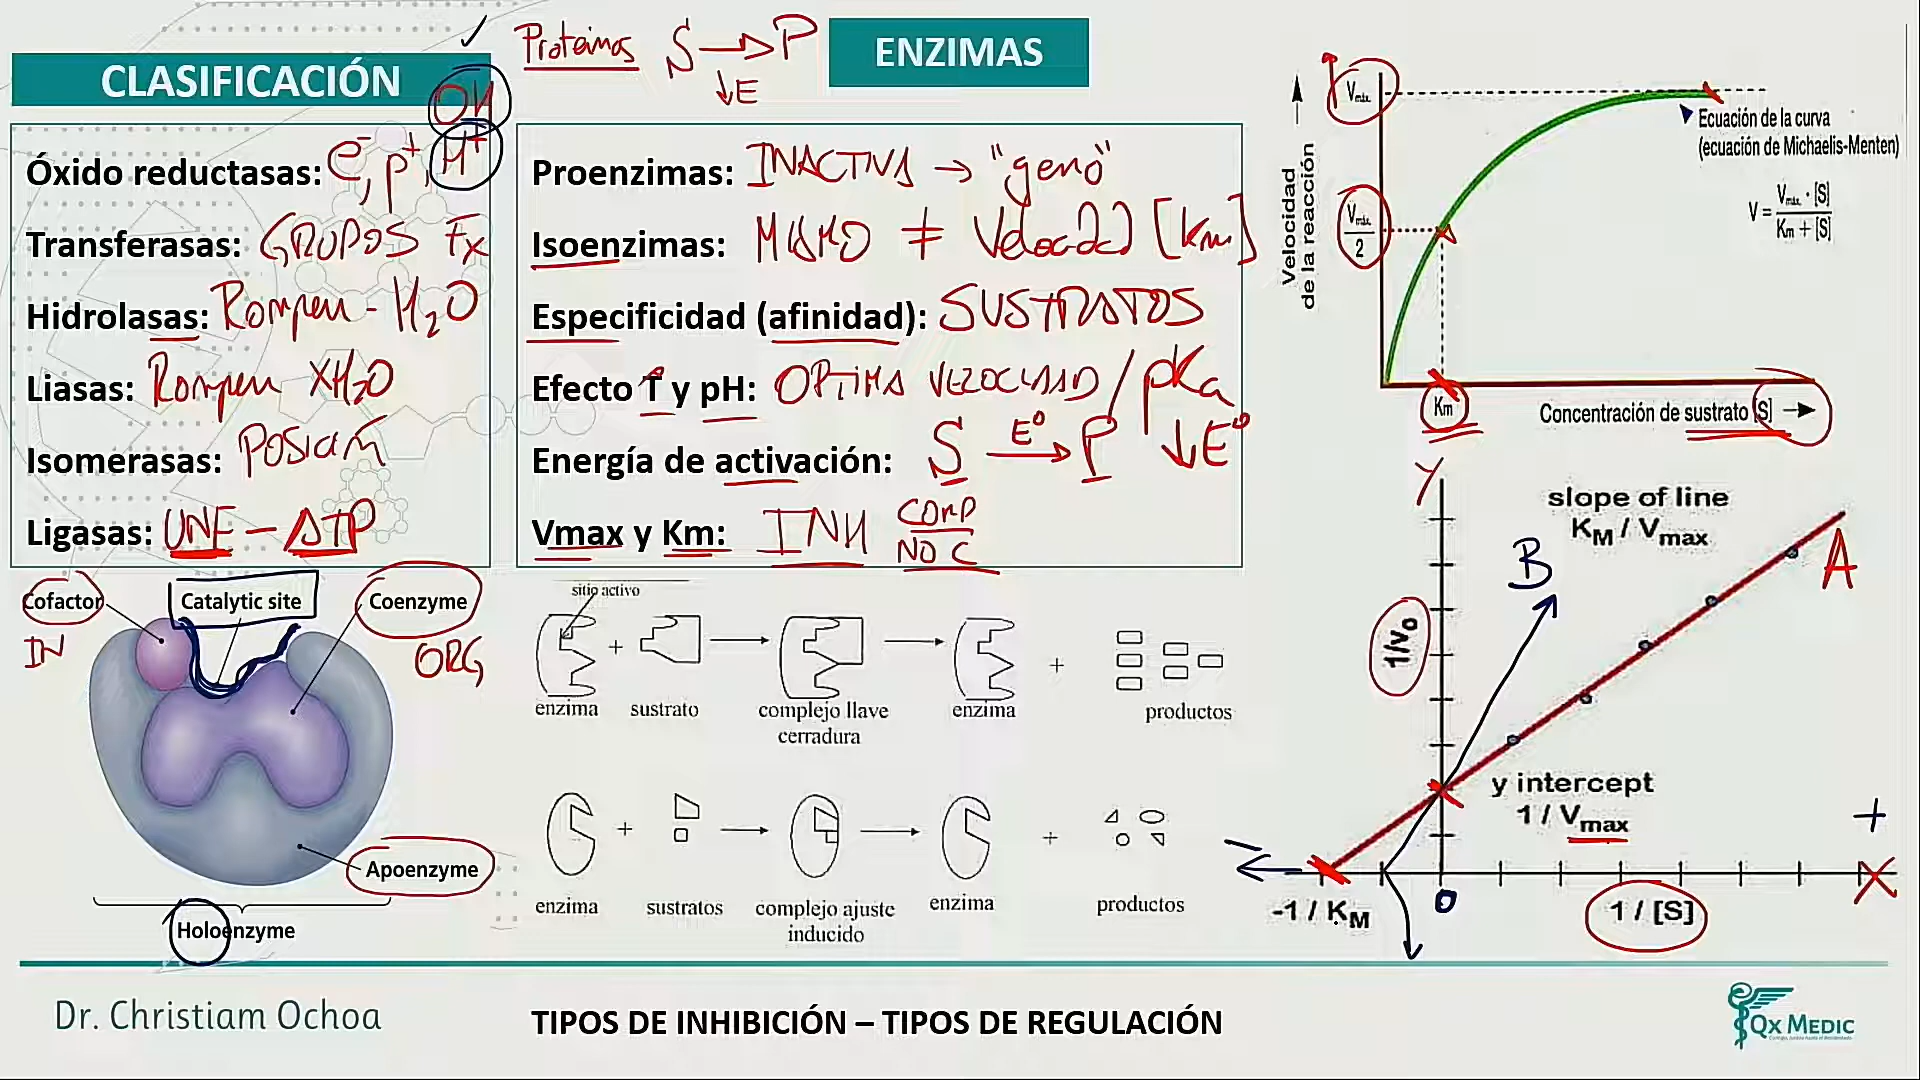 Proteinas S → P
↓E
ENZIMAS
CLASIFICACIÓN
OH
Óxido reductasas: e⁻, p⁺, H⁺
Transferasas: GRUPOS Fx
Hidrolasas: Rompen - H₂O
Liasas: Rompen XH₂O
Isomerasas:
Ligasas: UNE - ATP
Proenzimas: INACTIVA → "geno"
Isoenzimas: MISMO ≠ Velocidad [Km]
Especificidad (afinidad): SUSTRATOS
Efecto T y pH: OPTIMA VELOCIDAD / pKa
Energía de activación: S E° → P ↓E°
Vmax y Km: INH COMP
NO C
Vmáx.
Vmáx.
2
Velocidad
de la reacción
Ecuación de la curva
(ecuación de Michaelis-Menten)
V = Vmáx. · [S]
Km + [S]
Km
Concentración de sustrato [S]
Cofactor
IN
Catalytic site
Coenzyme
ORG
Apoenzyme
Holoenzyme
sitio activo
+
+
enzima sustrato complejo llave
cerradura
enzima productos
+
+
enzima sustratos complejo ajuste
inducido
enzima productos
Y
slope of line
KM / Vmax
B
A
1/V₀
y intercept
1 / Vmax
+
X
-1 / KM
0
1 / [S]
Dr. Christiam Ochoa
TIPOS DE INHIBICIÓN – TIPOS DE REGULACIÓN
Qx MEDIC